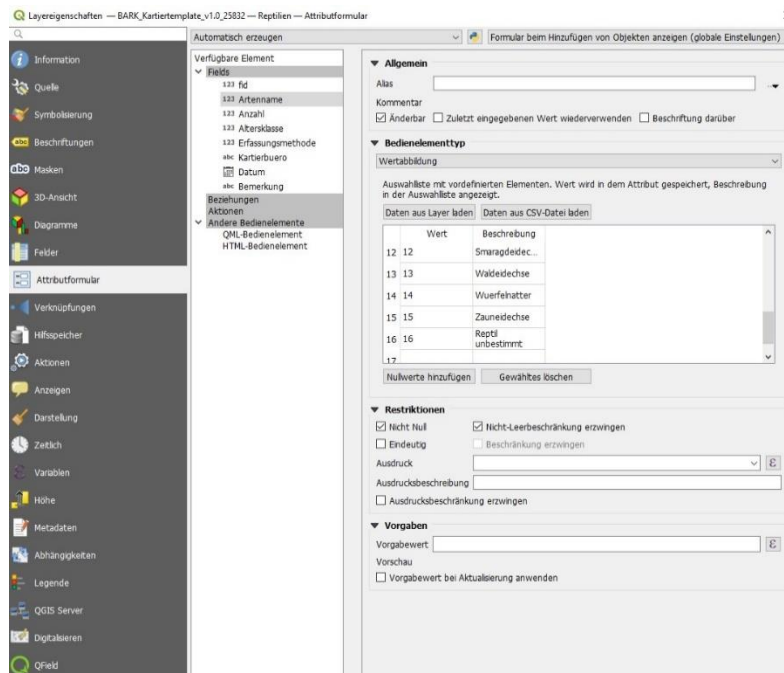 Layereigenschaften — BARK_Kartiertemplate_v1.0_25832 — Reptilien — Attributformular
Information
Quelle
Symbolisierung
abc Beschriftungen
abc Masken
3D-Ansicht
Diagramme
Felder
Attributformular
Verknüpfungen
Hilfsspeicher
Aktionen
Anzeigen
Darstellung
Zeitlich
ε Variablen
Höhe
Metadaten
Abhängigkeiten
Legende
QGIS Server
Digitalisieren
QField
Automatisch erzeugen
Formular beim Hinzufügen von Objekten anzeigen (globale Einstellungen)
Verfügbare Element
Fields
123 fid
123 Artenname
123 Anzahl
123 Altersklasse
123 Erfassungsmethode
abc Kartierbuero
Datum
abc Bemerkung
Beziehungen
Aktionen
Andere Bedienelemente
QML-Bedienelement
HTML-Bedienelement
Allgemein
Alias
Kommentar
Änderbar Zuletzt eingegebenen Wert wiederverwenden Beschriftung darüber
Bedienelementtyp
Wertabbildung
Auswahlliste mit vordefinierten Elementen. Wert wird in dem Attribut gespeichert, Beschreibung
in der Auswahlliste angezeigt.
Daten aus Layer laden Daten aus CSV-Datei laden
Wert Beschreibung
12 12 Smaragdeidec...
13 13 Waldeidechse
14 14 Wuerfelnatter
15 15 Zauneidechse
16 16 Reptil
unbestimmt
17
Nullwerte hinzufügen Gewähltes löschen
Restriktionen
Nicht Null Nicht-Leerbeschränkung erzwingen
Eindeutig Beschränkung erzwingen
Ausdruck ε
Ausdrucksbeschreibung
Ausdrucksbeschränkung erzwingen
Vorgaben
Vorgabewert ε
Vorschau
Vorgabewert bei Aktualisierung anwenden